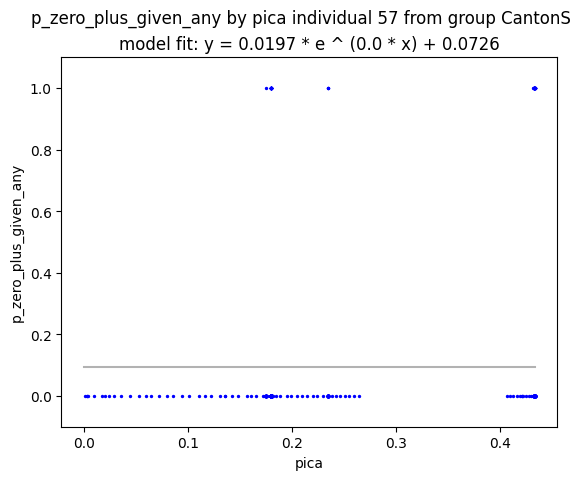 p_zero_plus_given_any by pica individual 57 from group CantonS
model fit: y = 0.0197 * e ^ (0.0 * x) + 0.0726
1.0
0.8
0.6
0.4
0.2
0.0
p_zero_plus_given_any
0.0 0.1 0.2 0.3 0.4
pica